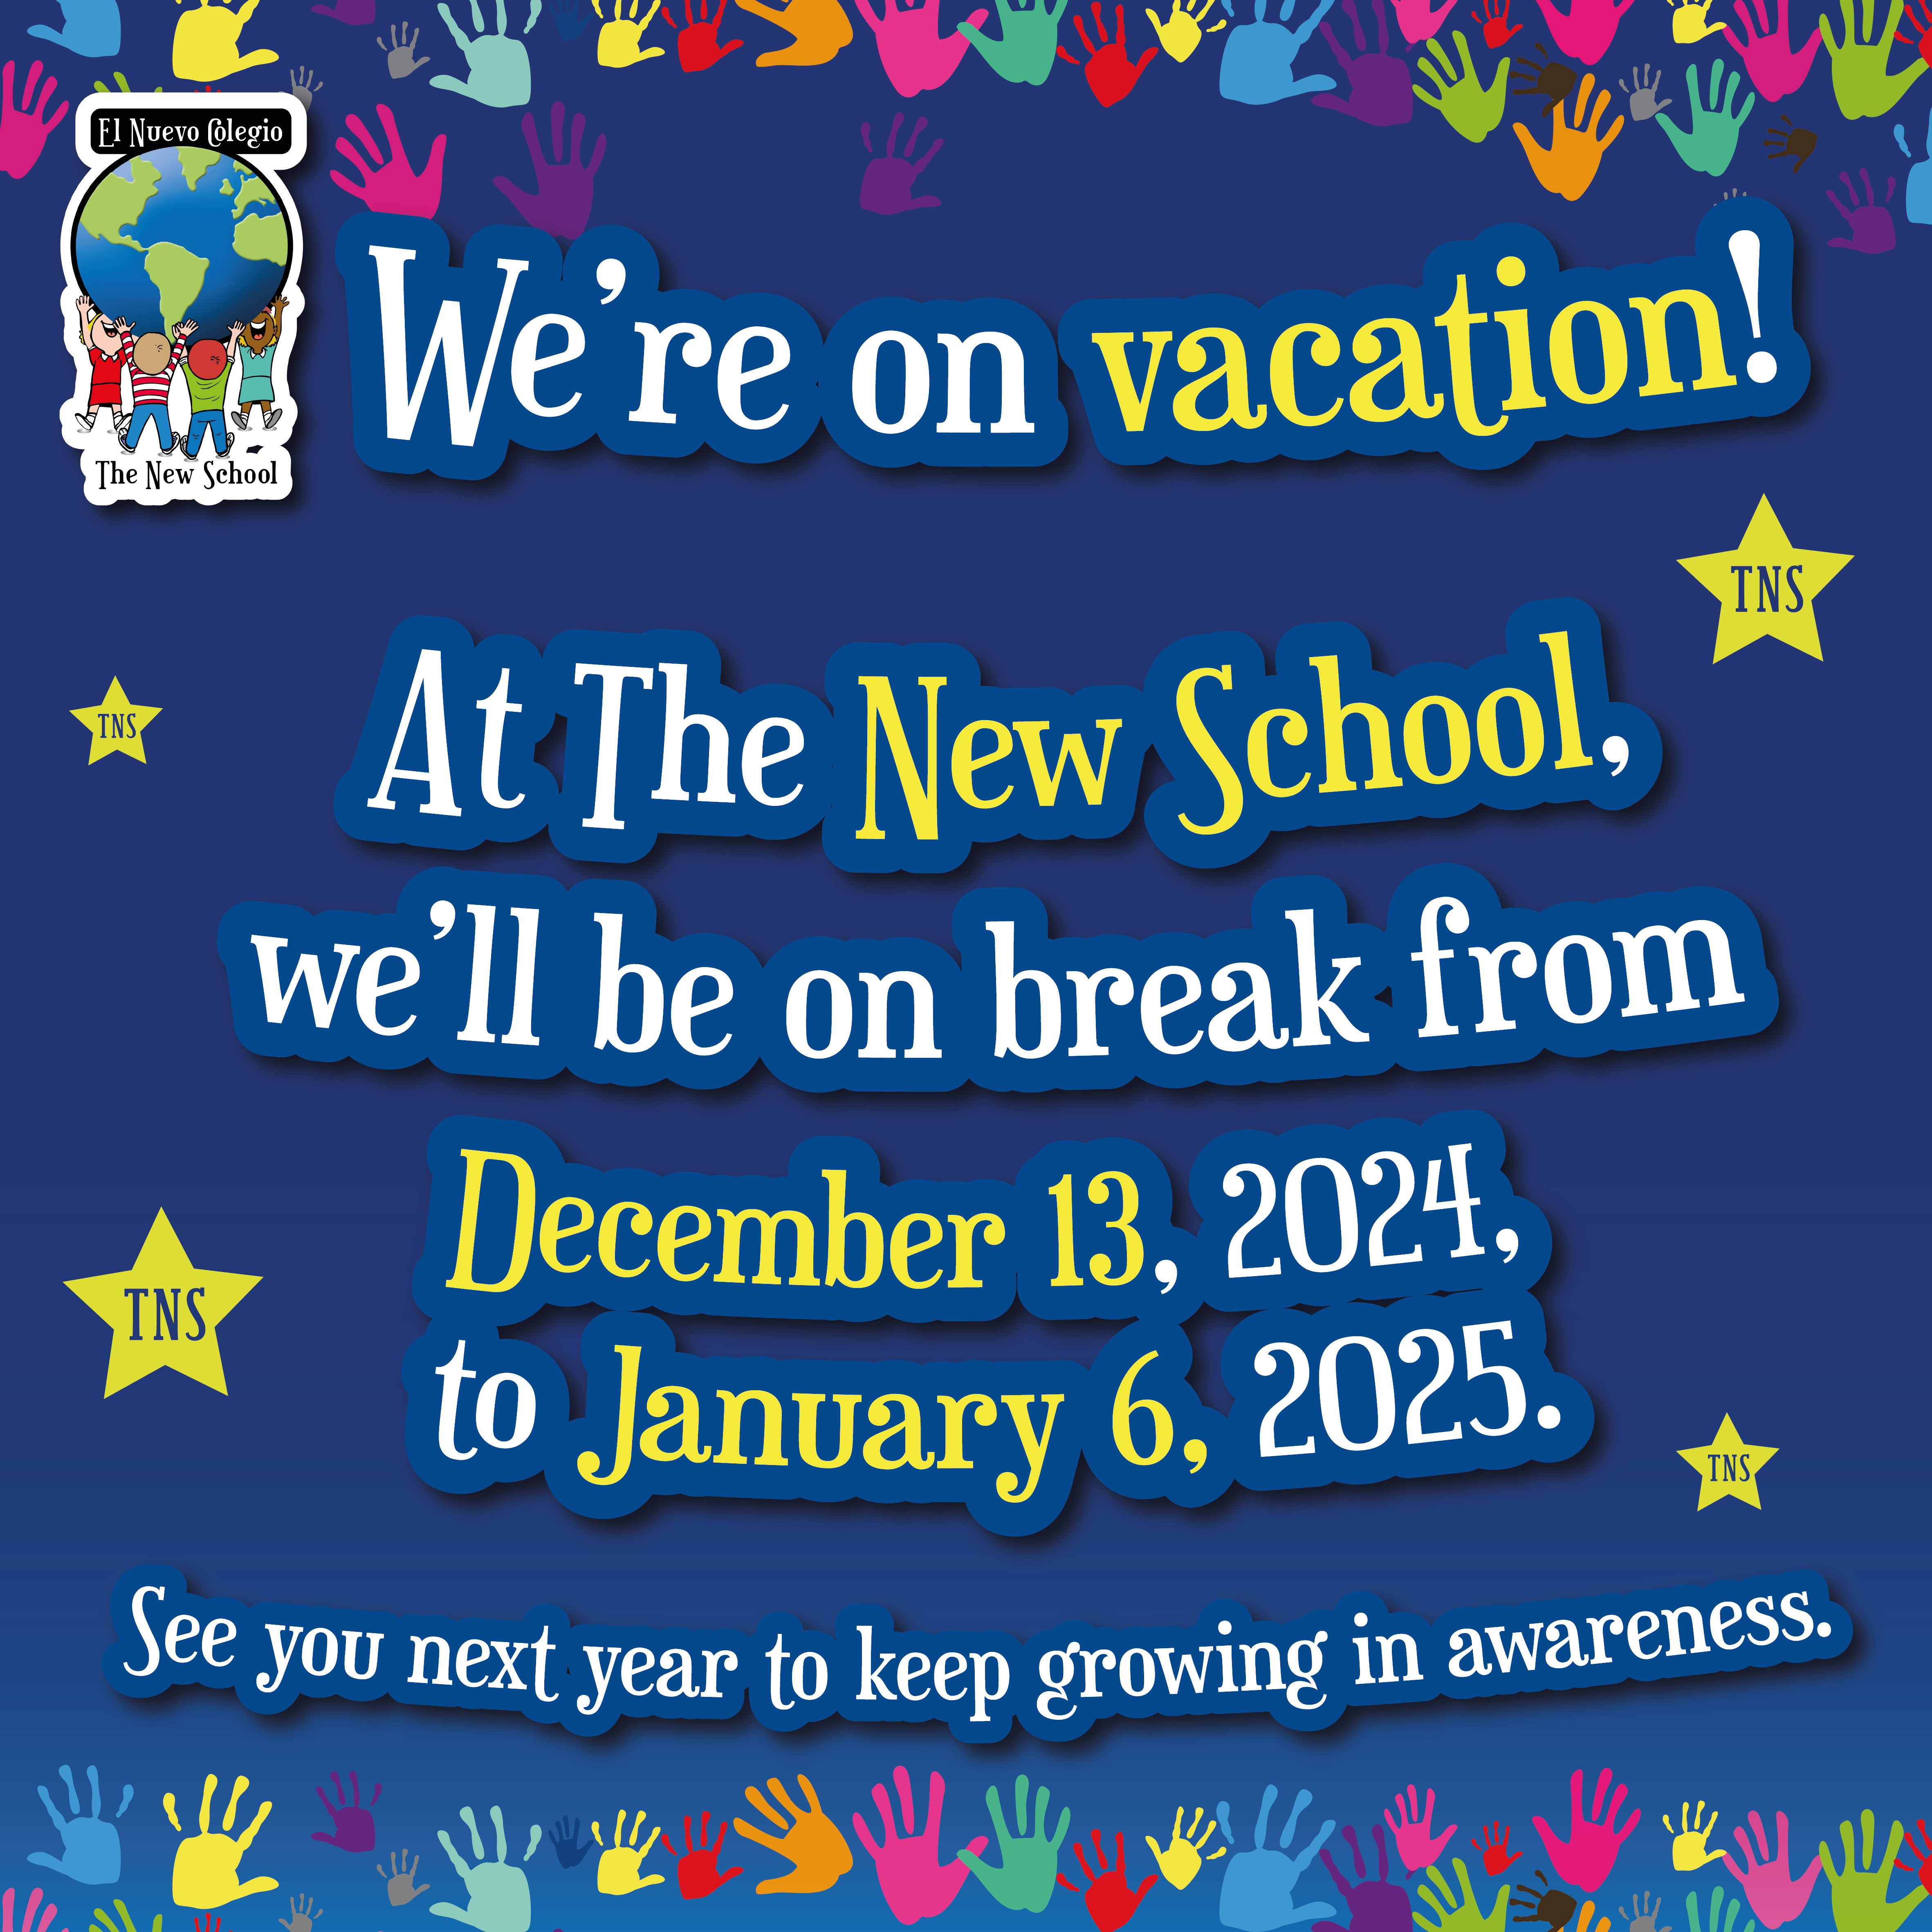 El Nuevo Colegio
The New School
We're on vacation!
TNS
At The New School,
TNS
we'll be on break from
December 13, 2024,
TNS
to January 6, 2025.
TNS
See you next year to keep growing in awareness.